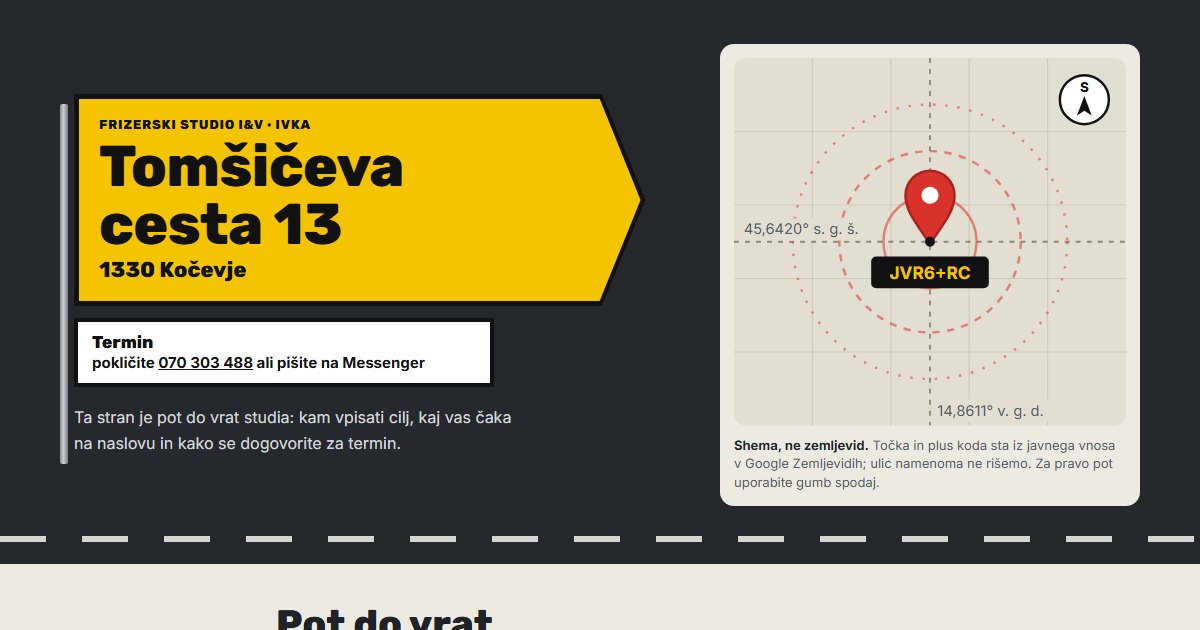 FRIZERSKI STUDIO I&V • IVKA
Tomšičeva
cesta 13
1330 Kočevje
Termin
pokličite 070 303 488 ali pišite na Messenger
Ta stran je pot do vrat studia: kam vpisati cilj, kaj vas čaka
na naslovu in kako se dogovorite za termin.
S
45,6420° s. g. š.
JVR6+RC
14,8611° v. g. d.
Shema, ne zemljevid. Točka in plus koda sta iz javnega vnosa
v Google Zemljevidih; ulic namenoma ne rišemo. Za pravo pot
uporabite gumb spodaj.
Pot do vrat